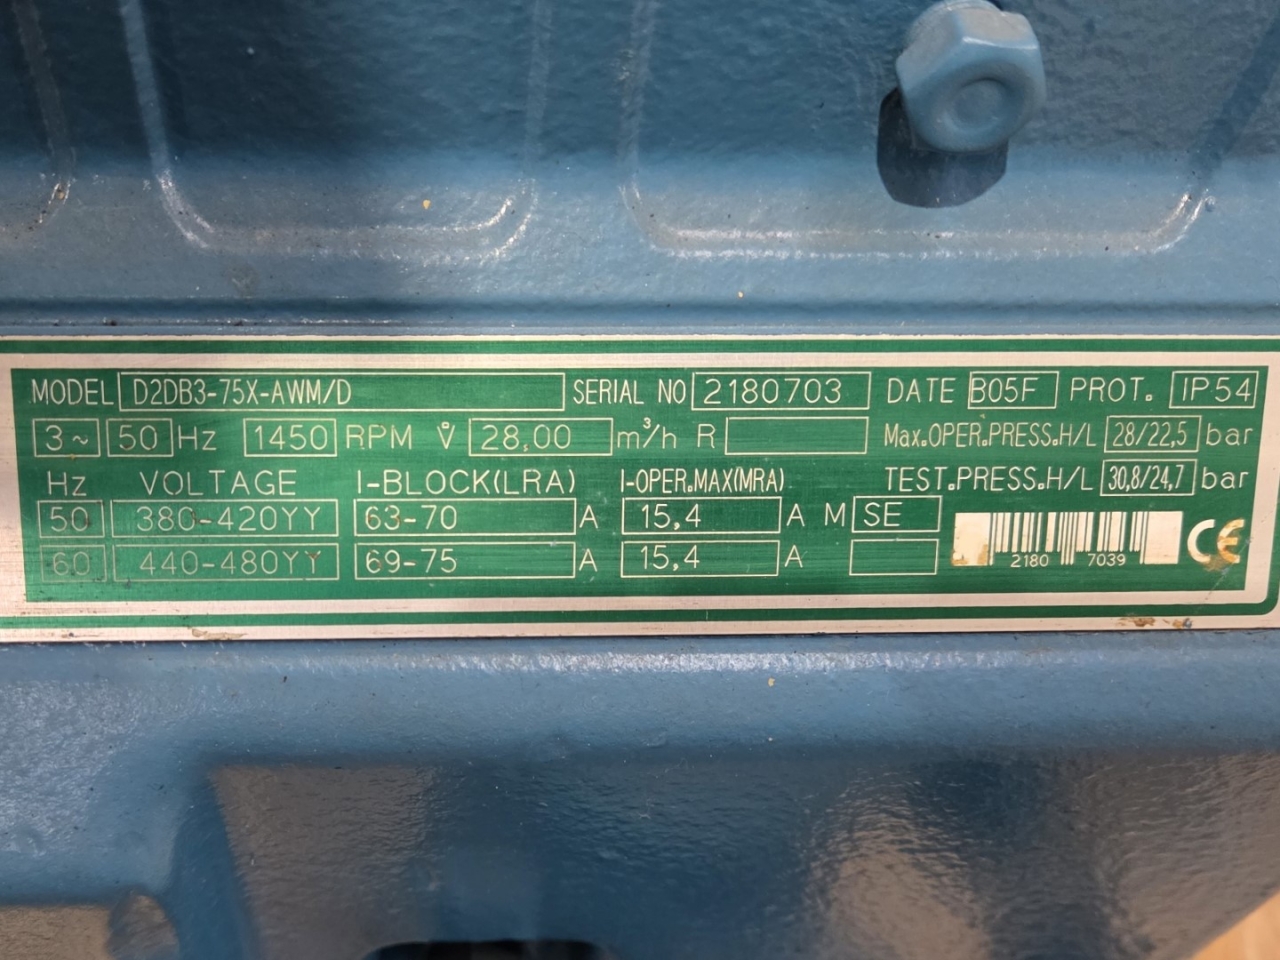 MODEL D2DB3-75X-AWM/D SERIAL NO 2180703 DATE B05F PROT. IP54
3~ 50 Hz 1450 RPM V̊ 28,00 m³/h R Max.OPER.PRESS.H/L 28/22,5 bar
Hz VOLTAGE I-BLOCK(LRA) I-OPER.MAX(MRA) TEST.PRESS.H/L 30,8/24,7 bar
50 380-420YY 63-70 A 15,4 A M SE
60 440-480YY 69-75 A 15,4 A
2180 7039 CE